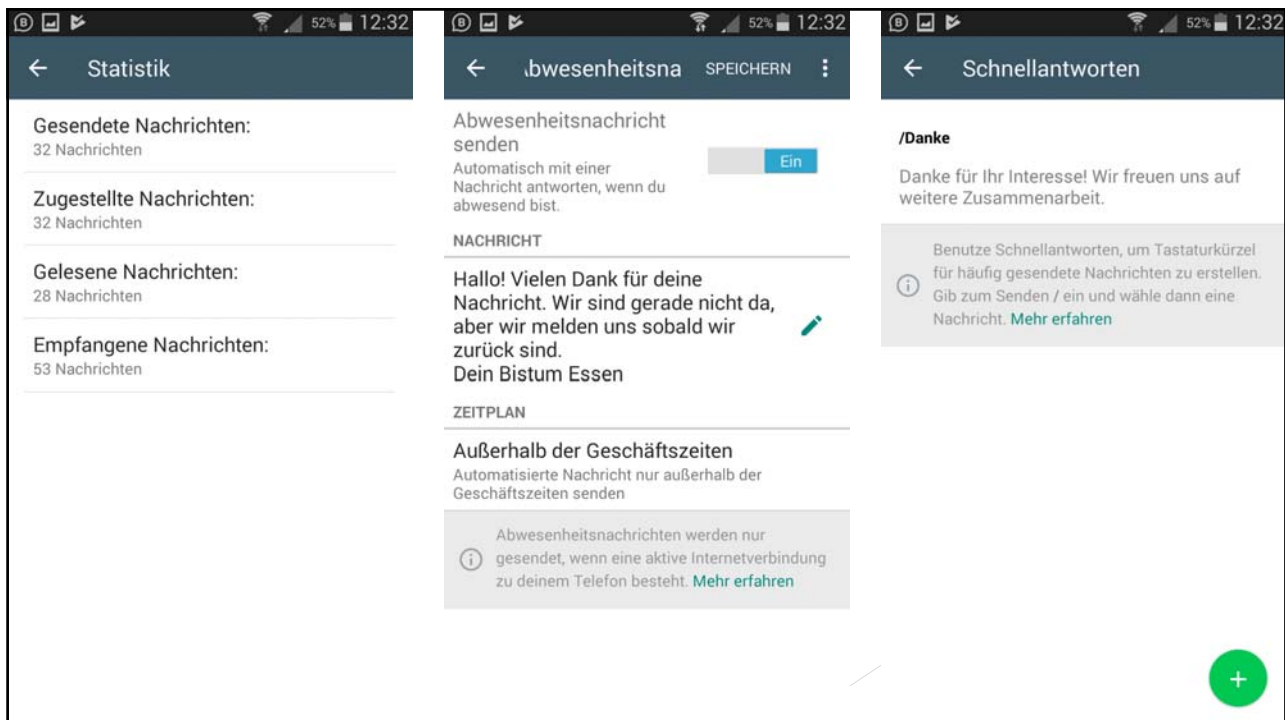 52% 12:32
Statistik
Gesendete Nachrichten:
32 Nachrichten
Zugestellte Nachrichten:
32 Nachrichten
Gelesene Nachrichten:
28 Nachrichten
Empfangene Nachrichten:
53 Nachrichten
52% 12:32
\bwesenheitsna SPEICHERN
Abwesenheitsnachricht
senden
Automatisch mit einer
Nachricht antworten, wenn du
abwesend bist.
Ein
NACHRICHT
Hallo! Vielen Dank für deine
Nachricht. Wir sind gerade nicht da,
aber wir melden uns sobald wir
zurück sind.
Dein Bistum Essen
ZEITPLAN
Außerhalb der Geschäftszeiten
Automatisierte Nachricht nur außerhalb der
Geschäftszeiten senden
Abwesenheitsnachrichten werden nur
gesendet, wenn eine aktive Internetverbindung
zu deinem Telefon besteht. Mehr erfahren
52% 12:32
Schnellantworten
/Danke
Danke für Ihr Interesse! Wir freuen uns auf
weitere Zusammenarbeit.
Benutze Schnellantworten, um Tastaturkürzel
für häufig gesendete Nachrichten zu erstellen.
Gib zum Senden / ein und wähle dann eine
Nachricht. Mehr erfahren